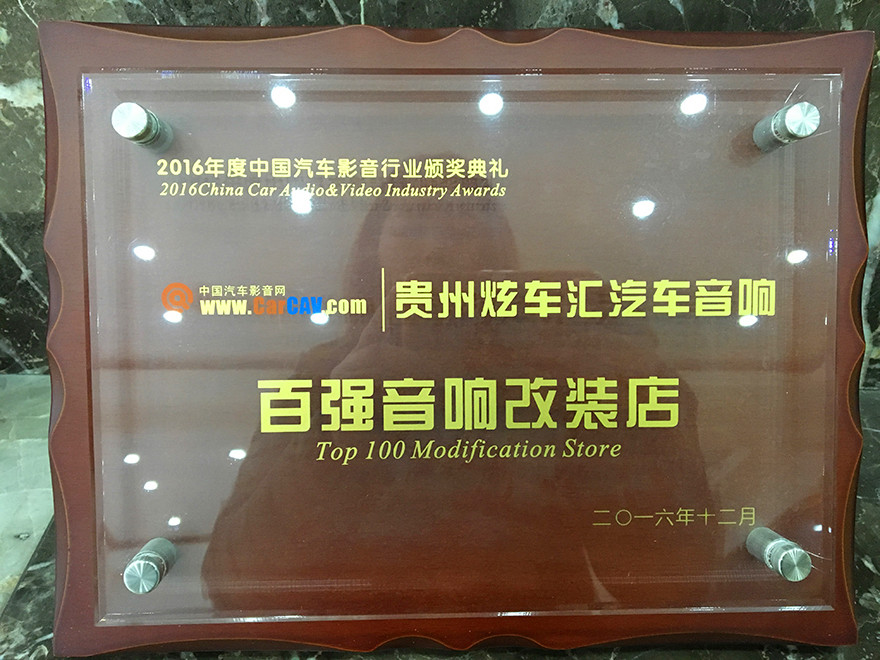 2016年度中国汽车影音行业颁奖典礼
2016China Car Audio&Video Industry Awards
中国汽车影音网
www.CarCAV.com
贵州炫车汇汽车音响
百强音响改装店
Top 100 Modification Store
二〇一六年十二月